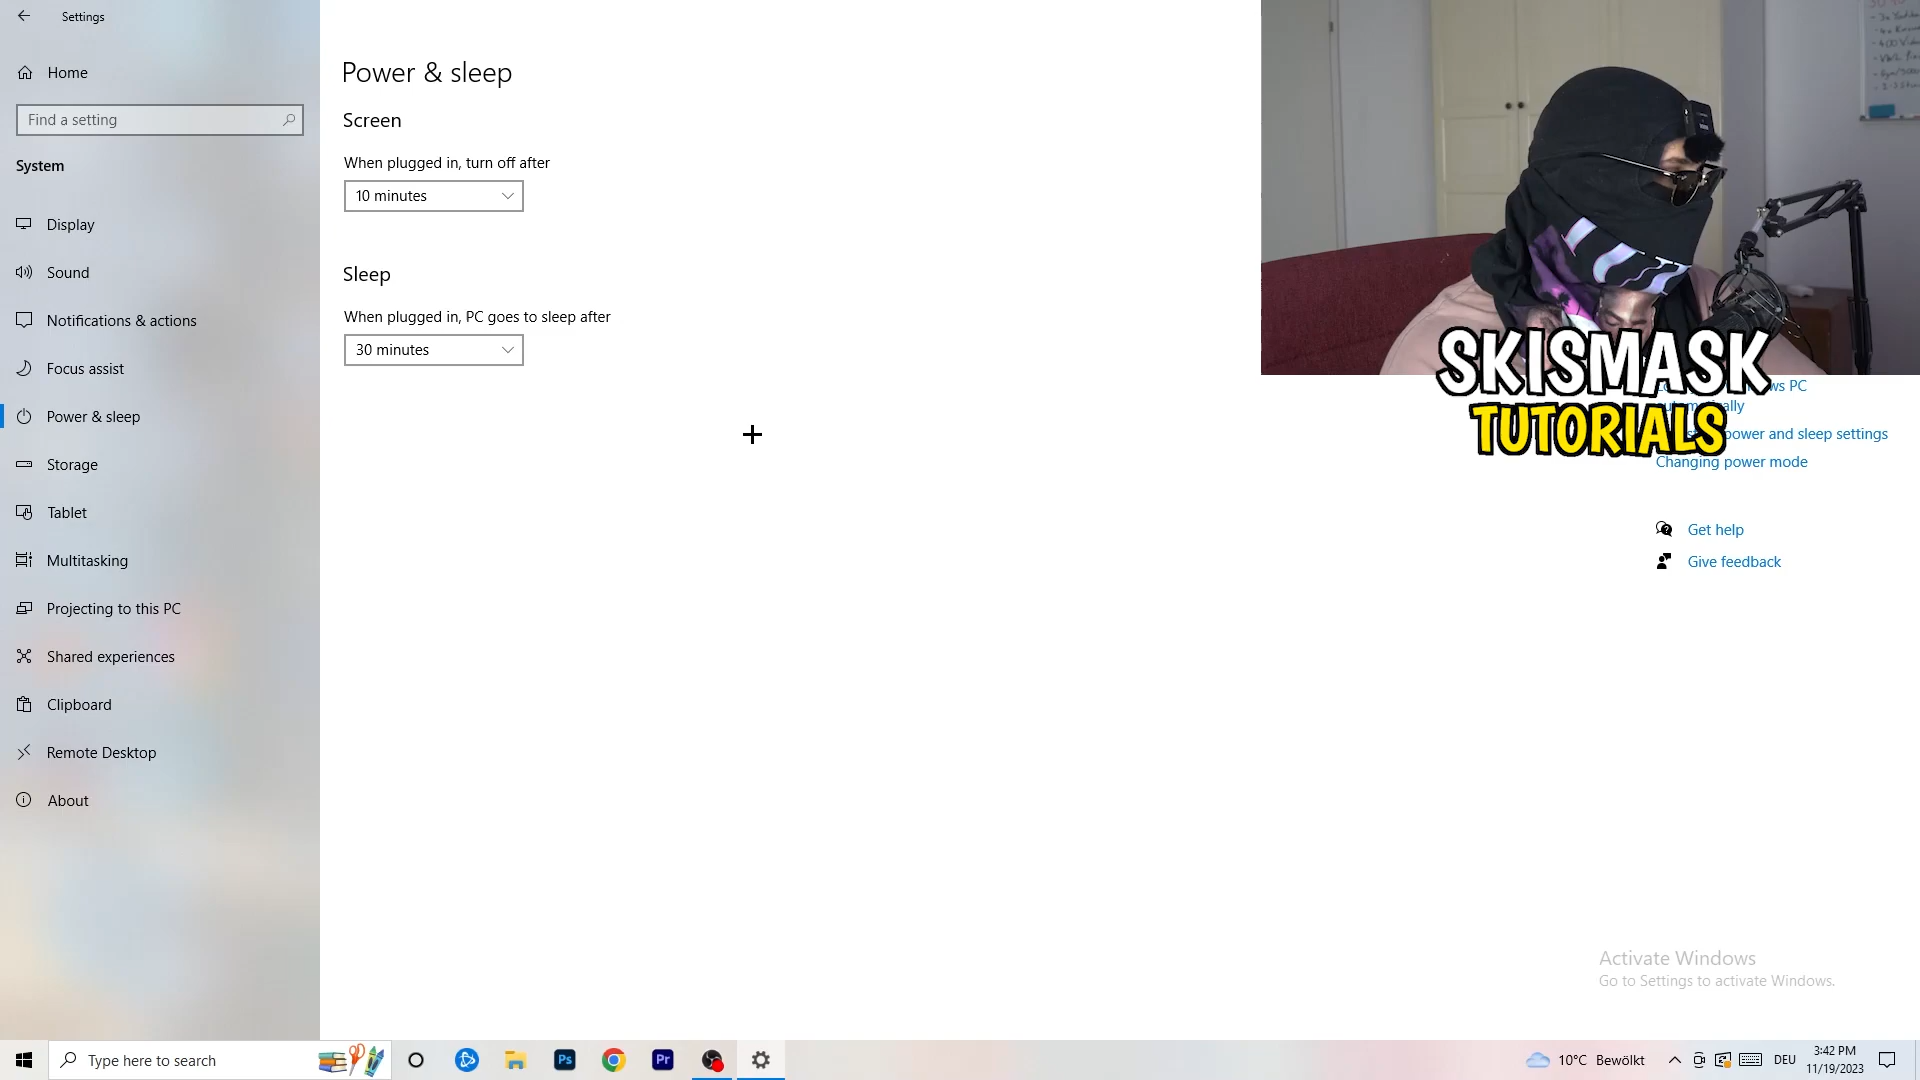 Settings
Home
Find a setting
System
Display
Sound
Notifications & actions
Focus assist
Power & sleep
Storage
Tablet
Multitasking
Projecting to this PC
Shared experiences
Clipboard
Remote Desktop
About
Power & sleep
Screen
When plugged in, turn off after
10 minutes
Sleep
When plugged in, PC goes to sleep after
30 minutes
SKISMASK
TUTORIALS
PC
power and sleep settings
Changing power mode
Get help
Give feedback
Activate Windows
Go to Settings to activate Windows.
Type here to search
Ps
Pr
10°C Bewölkt
DEU
3:42 PM
11/19/2023